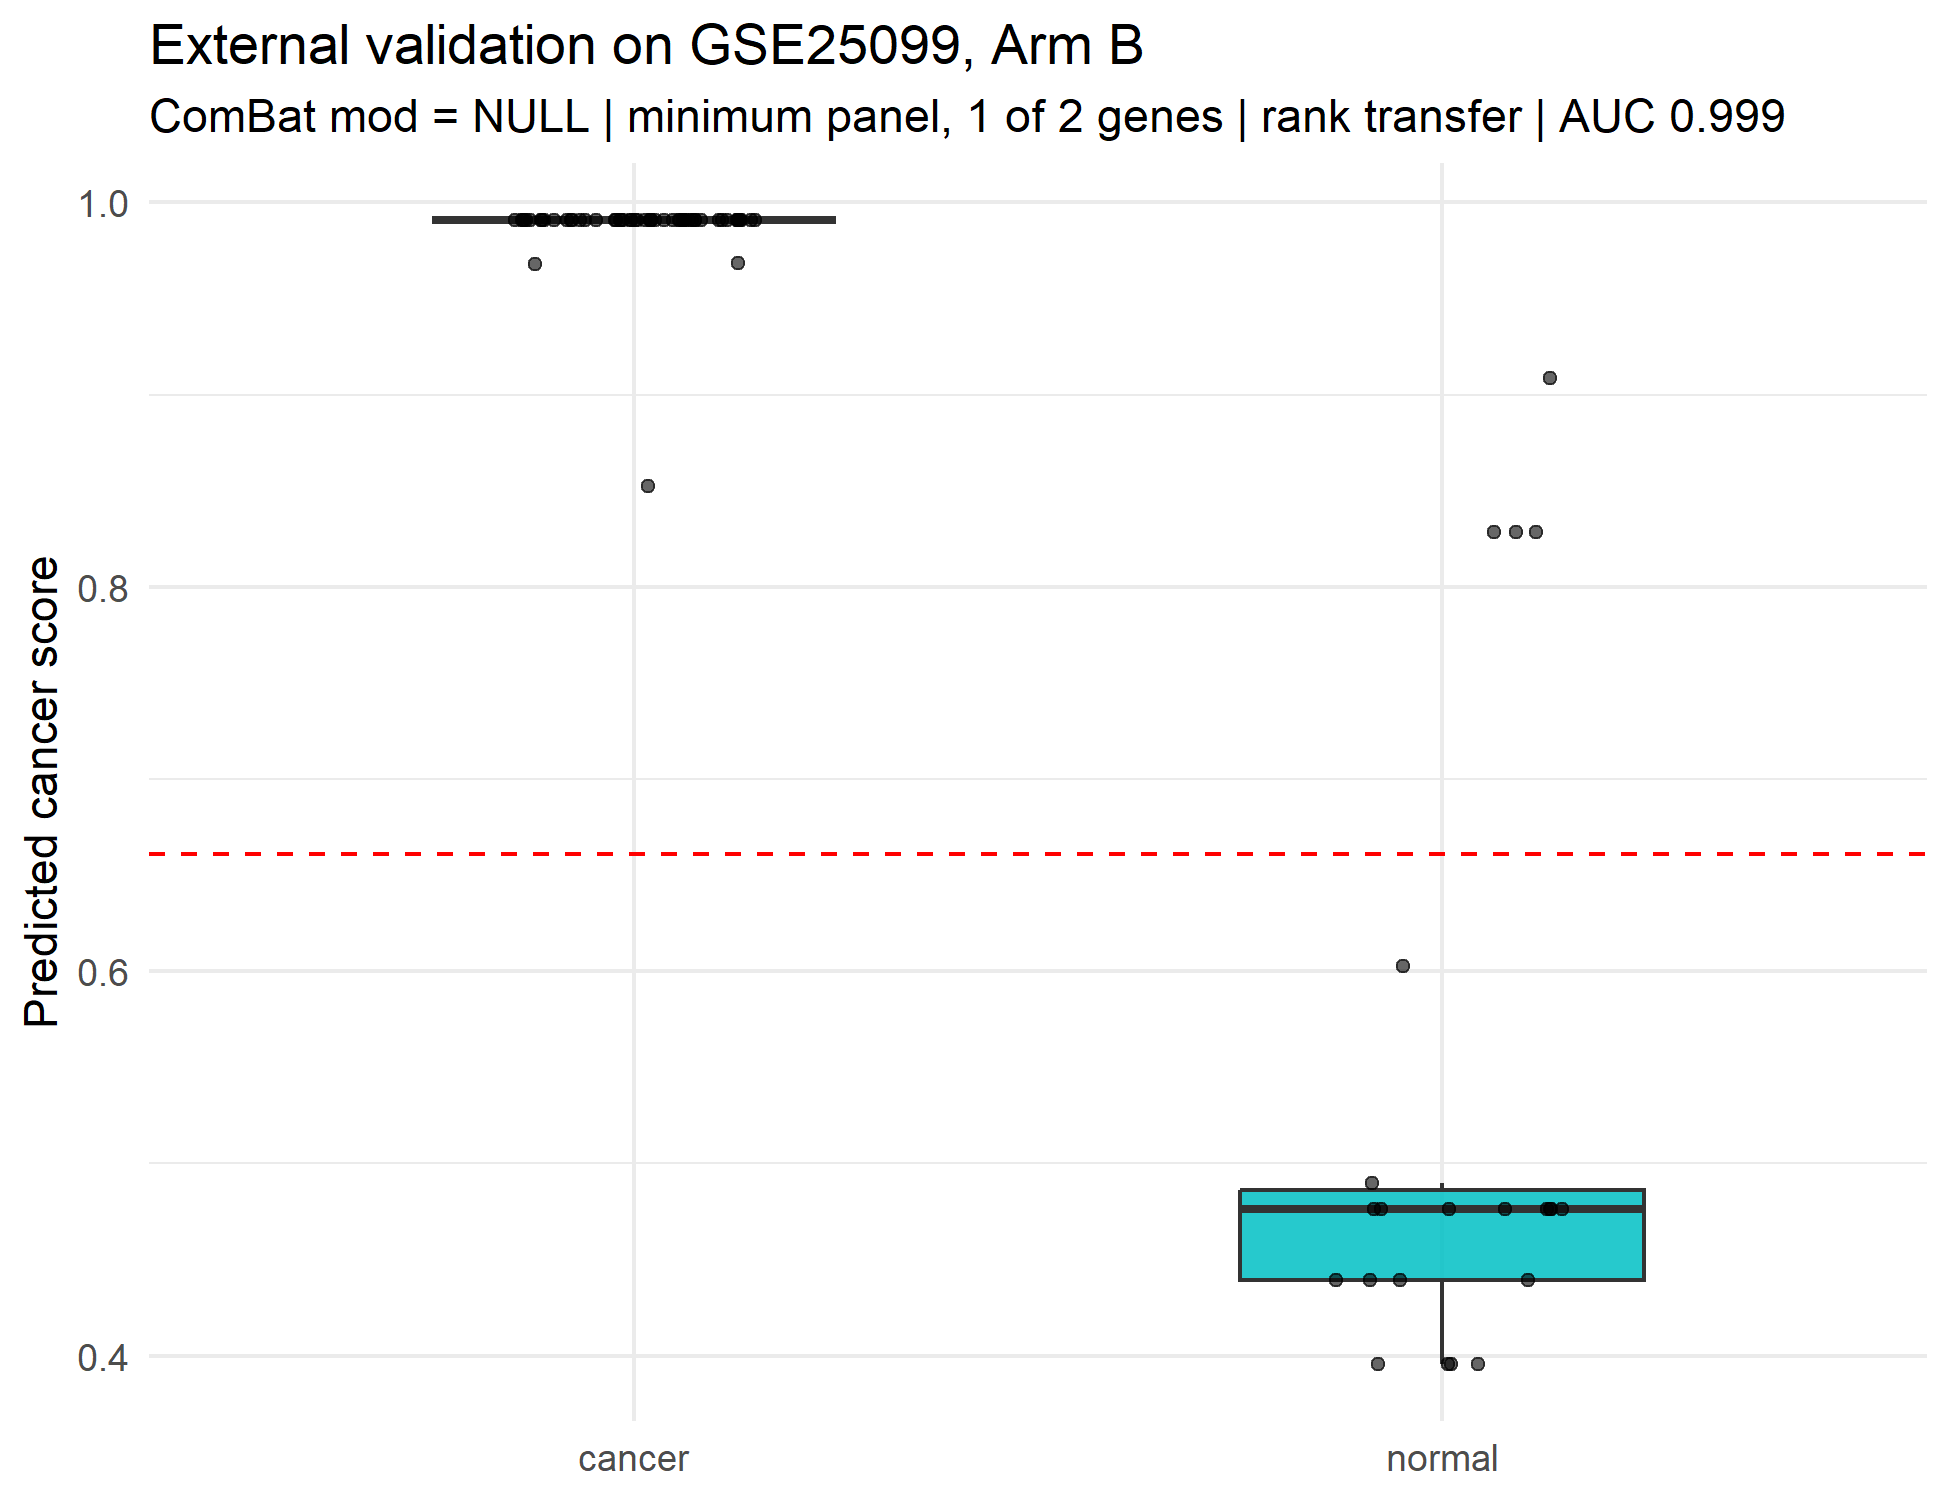 External validation on GSE25099, Arm B
ComBat mod = NULL | minimum panel, 1 of 2 genes | rank transfer | AUC 0.999
Predicted cancer score
1.0
0.8
0.6
0.4
cancer
normal